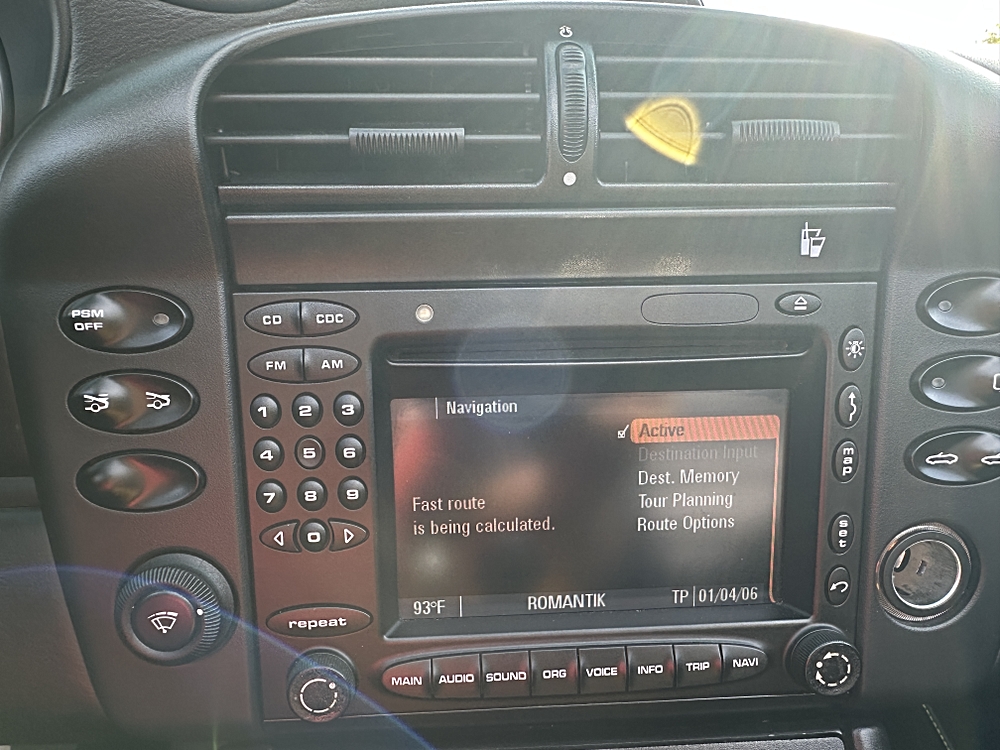 PSM
OFF
CD
CDC
FM
AM
1 2 3
4 5 6
7 8 9
0
repeat
map
set
Navigation
Active
Destination Input
Dest. Memory
Tour Planning
Route Options
Fast route
is being calculated.
93°F
ROMANTIK
TP 01/04/06
MAIN AUDIO SOUND ORG VOICE INFO TRIP NAVI